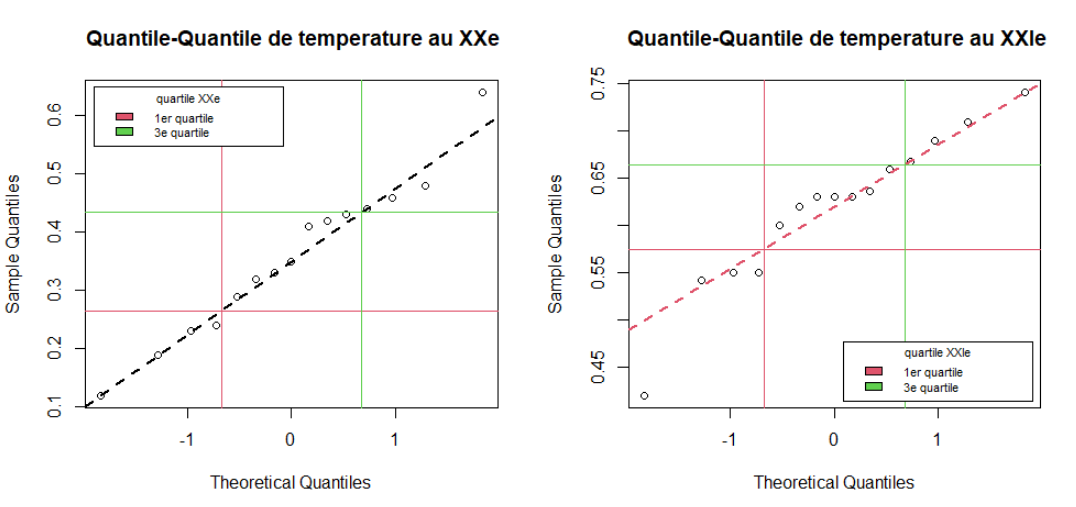 Quantile-Quantile de temperature au XXe
Sample Quantiles
0.6
0.5
0.4
0.3
0.2
0.1
quartile XXe
1er quartile
3e quartile
-1 0 1
Theoretical Quantiles
Quantile-Quantile de temperature au XXIe
Sample Quantiles
0.75
0.65
0.55
0.45
quartile XXIe
1er quartile
3e quartile
-1 0 1
Theoretical Quantiles